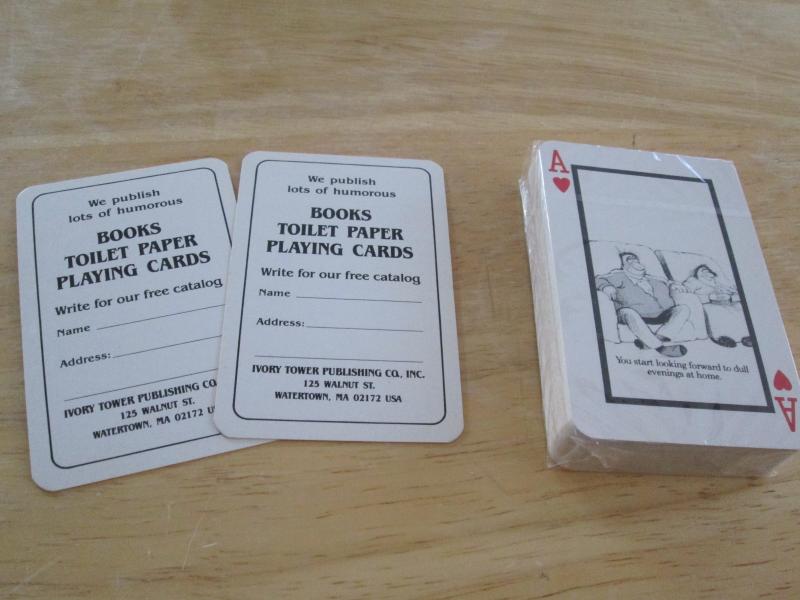 We publish
lots of humorous
BOOKS
TOILET PAPER
PLAYING CARDS
Write for our free catalog
Name
Address:
IVORY TOWER PUBLISHING CO.
125 WALNUT ST.
WATERTOWN, MA 02172
We publish
lots of humorous
BOOKS
TOILET PAPER
PLAYING CARDS
Write for our free catalog
Name
Address:
IVORY TOWER PUBLISHING CO., INC.
125 WALNUT ST.
WATERTOWN, MA 02172 USA
A
You start looking forward to dull
evenings at home.
A